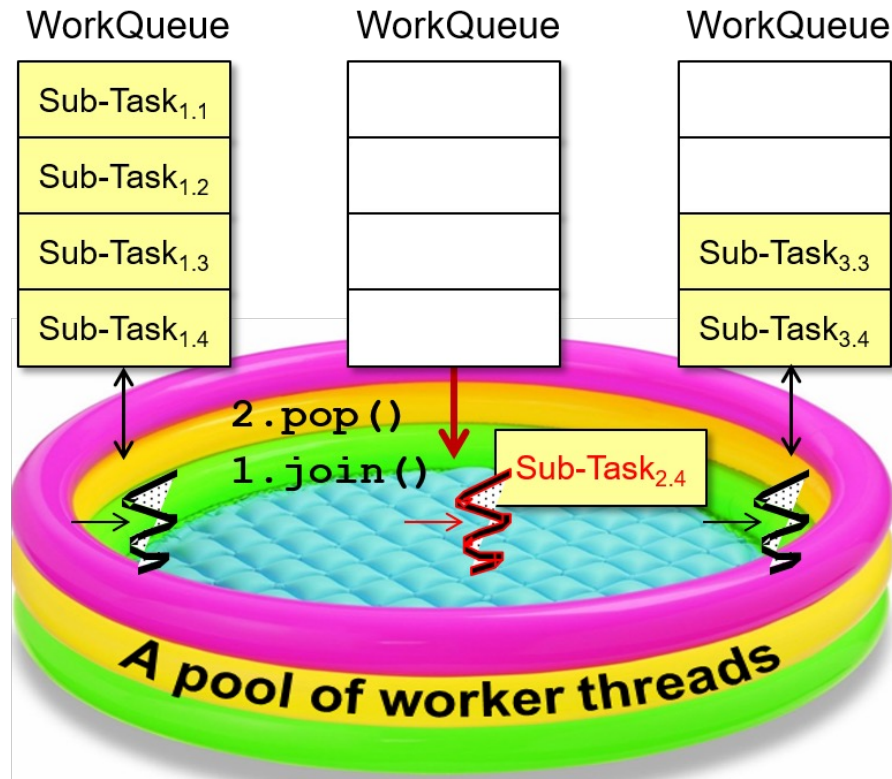 WorkQueue
WorkQueue
WorkQueue
Sub-Task1.1
Sub-Task1.2
Sub-Task1.3
Sub-Task1.4
Sub-Task3.3
Sub-Task3.4
2.pop()
1.join()
Sub-Task2.4
A pool of worker threads